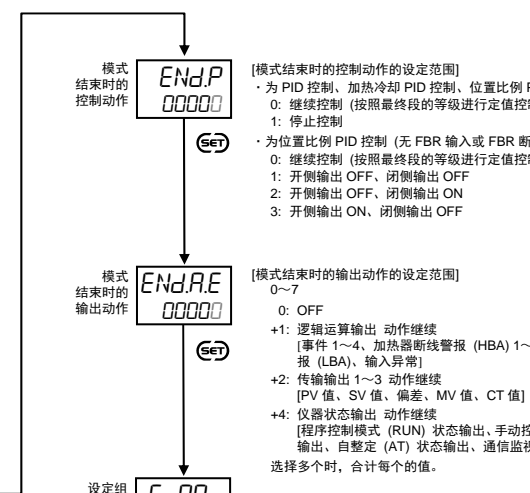 模式
结束时的
控制动作
ENd.P
00000
SET
[模式结束时的控制动作的设定范围]
・为 PID 控制、加热冷却 PID 控制、位置比例 P
0: 继续控制 (按照最终段的等级进行定值控
1: 停止控制
・为位置比例 PID 控制 (无 FBR 输入或 FBR 断
0: 继续控制 (按照最终段的等级进行定值控
1: 开侧输出 OFF、闭侧输出 OFF
2: 开侧输出 OFF、闭侧输出 ON
3: 开侧输出 ON、闭侧输出 OFF
模式
结束时的
输出动作
ENd.A.E
00000
SET
[模式结束时的输出动作的设定范围]
0～7
0: OFF
+1: 逻辑运算输出 动作继续
[事件 1～4、加热器断线警报 (HBA) 1～
报 (LBA)、输入异常]
+2: 传输输出 1～3 动作继续
[PV 值、SV 值、偏差、MV 值、CT 值]
+4: 仪器状态输出 动作继续
[程序控制模式 (RUN) 状态输出、手动控
输出、自整定 (AT) 状态输出、通信监视
选择多个时，合计每个的值。
设定组